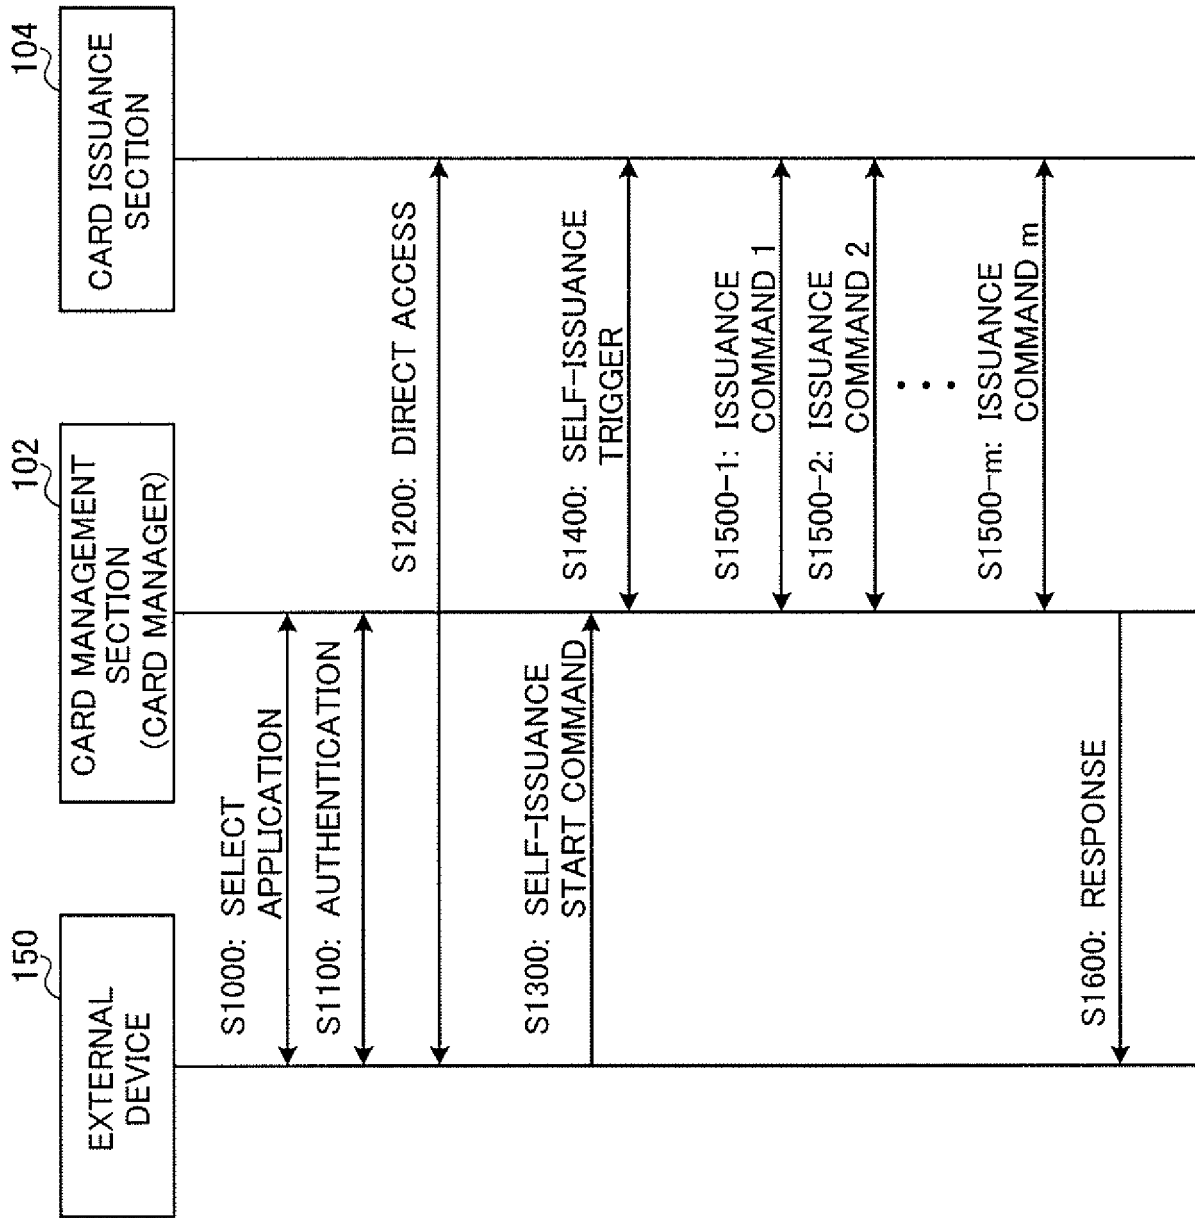 150
EXTERNAL
DEVICE
102
CARD MANAGEMENT
SECTION
(CARD MANAGER)
104
CARD ISSUANCE
SECTION
S1000: SELECT
APPLICATION
S1100: AUTHENTICATION
S1200: DIRECT ACCESS
S1300: SELF-ISSUANCE
START COMMAND
S1400: SELF-ISSUANCE
TRIGGER
S1500-1: ISSUANCE
COMMAND 1
S1500-2: ISSUANCE
COMMAND 2
• • •
S1500-m: ISSUANCE
COMMAND m
S1600: RESPONSE